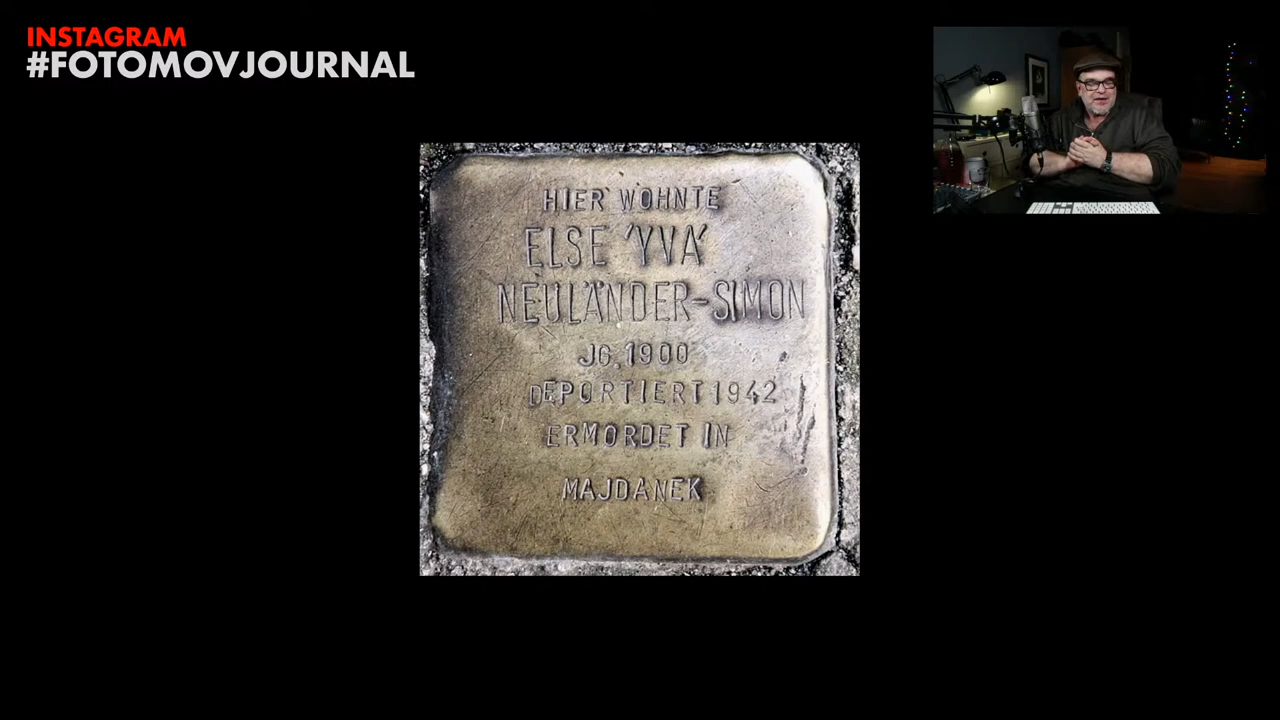 INSTAGRAM
#FOTOMOVJOURNAL
HIER WOHNTE
ELSE 'YVA'
NEULÄNDER-SIMON
JG. 1900
DEPORTIERT 1942
ERMORDET IN
MAJDANEK